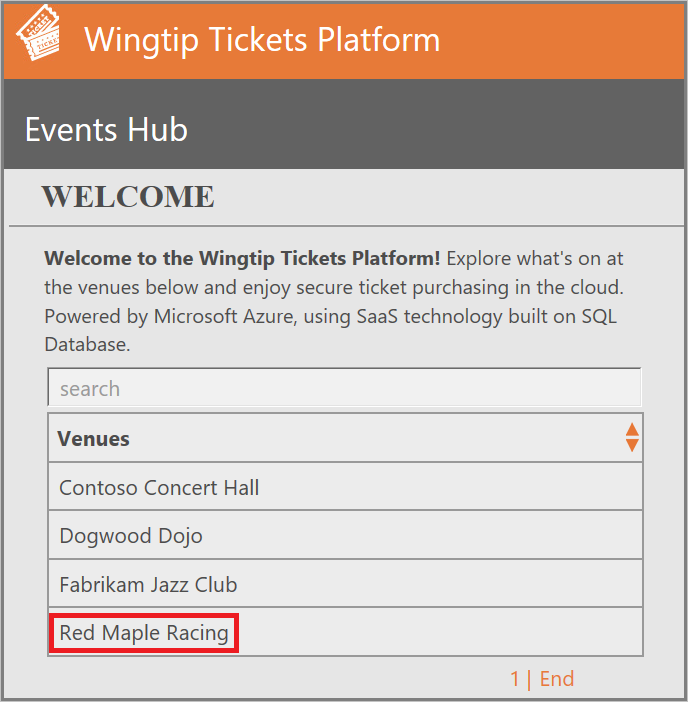 Wingtip Tickets Platform
Events Hub
WELCOME
Welcome to the Wingtip Tickets Platform! Explore what's on at
the venues below and enjoy secure ticket purchasing in the cloud.
Powered by Microsoft Azure, using SaaS technology built on SQL
Database.
search
Venues
Contoso Concert Hall
Dogwood Dojo
Fabrikam Jazz Club
Red Maple Racing
1 | End